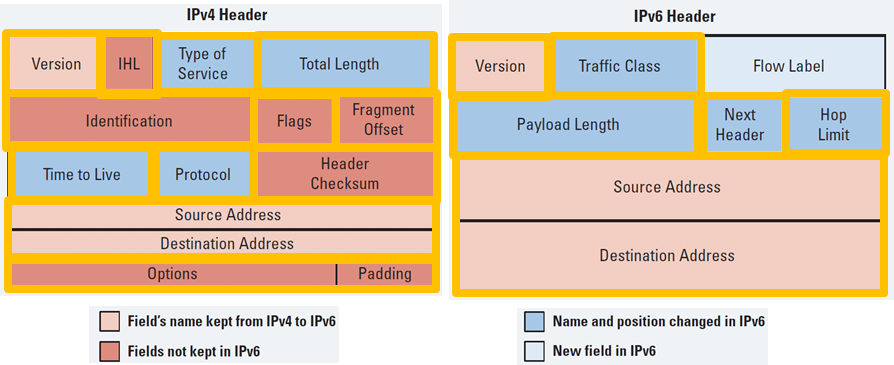 IPv4 Header
Version IHL Type of Service Total Length
Identification Flags Fragment Offset
Time to Live Protocol Header Checksum
Source Address
Destination Address
Options Padding
Field's name kept from IPv4 to IPv6
Fields not kept in IPv6
IPv6 Header
Version Traffic Class Flow Label
Payload Length Next Header Hop Limit
Source Address
Destination Address
Name and position changed in IPv6
New field in IPv6